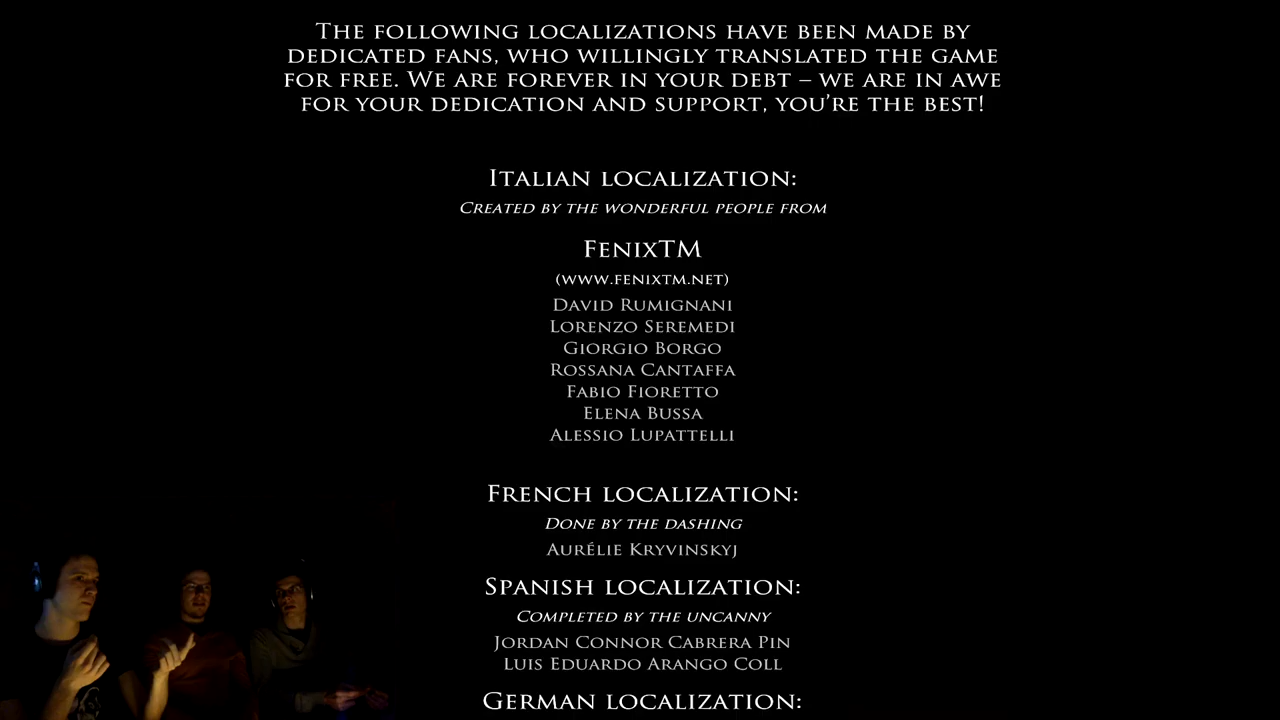 The following localizations have been made by
dedicated fans, who willingly translated the game
for free. We are forever in your debt – we are in awe
for your dedication and support, you're the best!
Italian localization:
Created by the wonderful people from
FenixTM
(www.fenixtm.net)
David Rumignani
Lorenzo Seremedi
Giorgio Borgo
Rossana Cantaffa
Fabio Fioretto
Elena Bussa
Alessio Lupattelli
French localization:
Done by the dashing
Aurélie Kryvinskyj
Spanish localization:
Completed by the uncanny
Jordan Connor Cabrera Pin
Luis Eduardo Arango Coll
German localization: